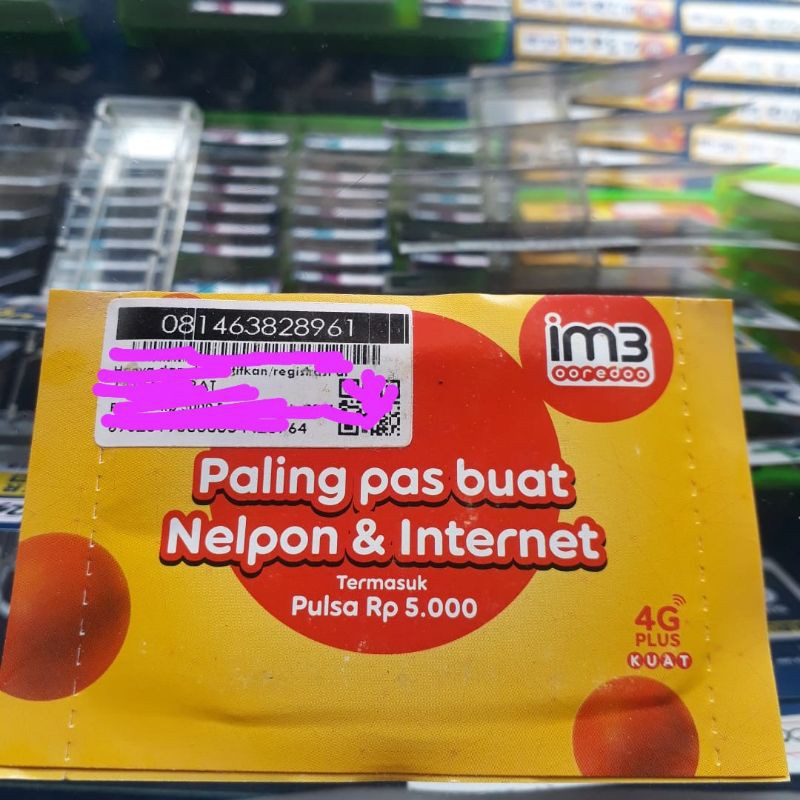 081463828961
im3
ooredoo
Paling pas buat
Nelpon & Internet
Termasuk
Pulsa Rp 5.000
4G
PLUS
KUAT